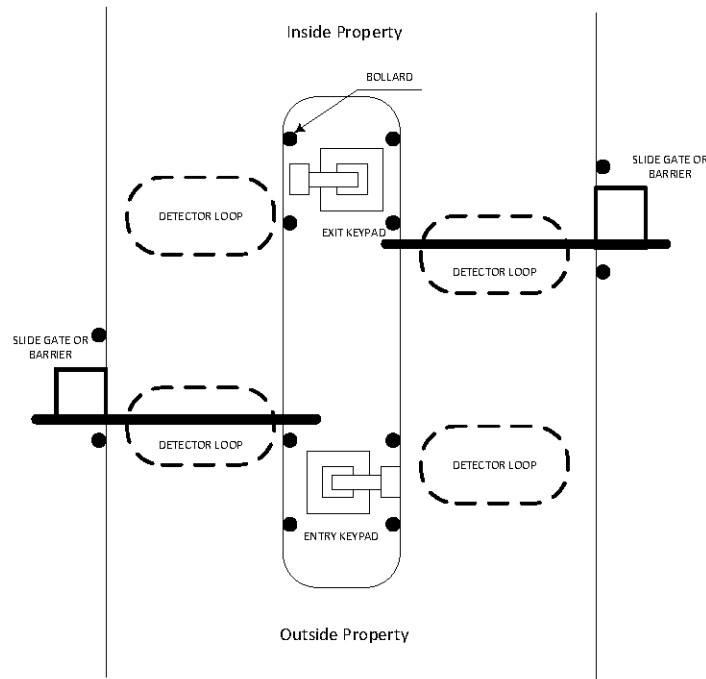 Inside Property
BOLLARD
SLIDE GATE OR
BARRIER
DETECTOR LOOP
EXIT KEYPAD
DETECTOR LOOP
SLIDE GATE OR
BARRIER
DETECTOR LOOP
DETECTOR LOOP
ENTRY KEYPAD
Outside Property